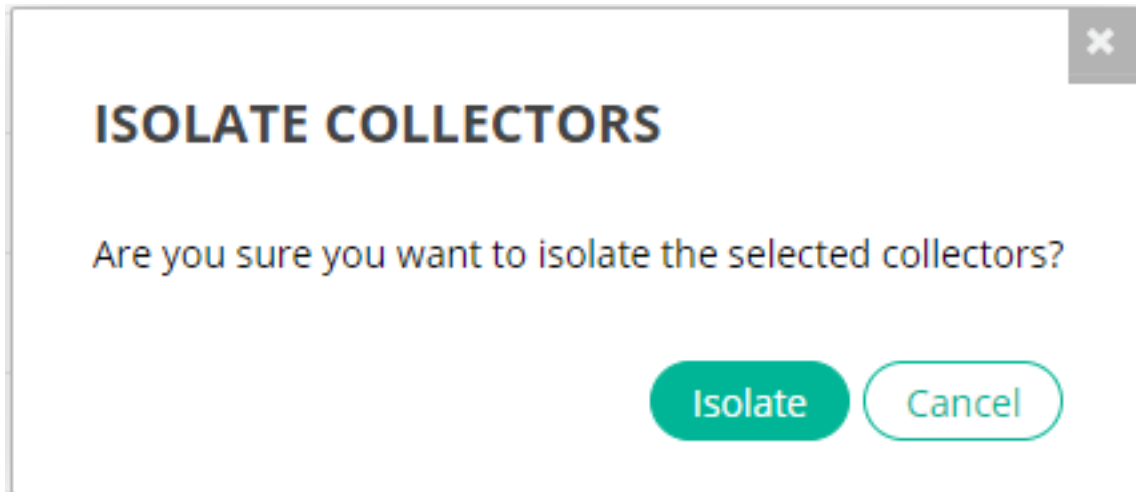 ISOLATE COLLECTORS
Are you sure you want to isolate the selected collectors?
Isolate
Cancel